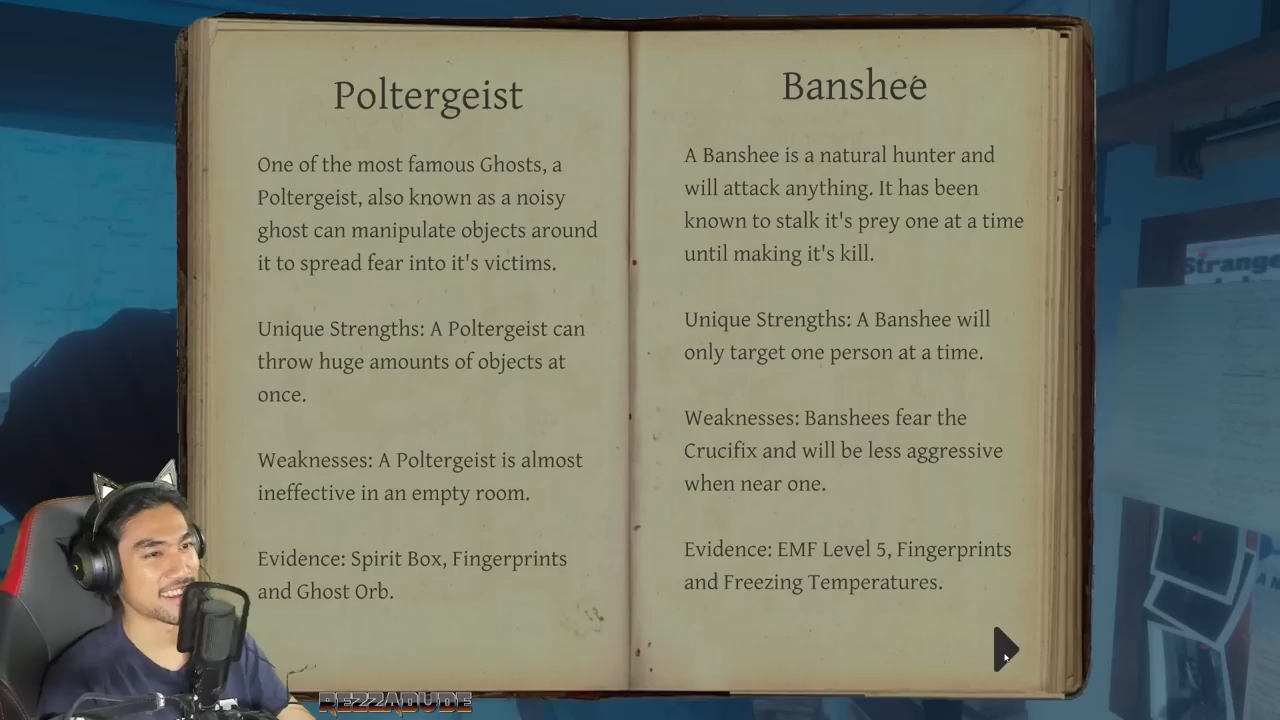 Poltergeist
One of the most famous Ghosts, a
Poltergeist, also known as a noisy
ghost can manipulate objects around
it to spread fear into it's victims.
Unique Strengths: A Poltergeist can
throw huge amounts of objects at
once.
Weaknesses: A Poltergeist is almost
ineffective in an empty room.
Evidence: Spirit Box, Fingerprints
and Ghost Orb.
Banshee
A Banshee is a natural hunter and
will attack anything. It has been
known to stalk it's prey one at a time
until making it's kill.
Unique Strengths: A Banshee will
only target one person at a time.
Weaknesses: Banshees fear the
Crucifix and will be less aggressive
when near one.
Evidence: EMF Level 5, Fingerprints
and Freezing Temperatures.
Strange
REZZADUDE